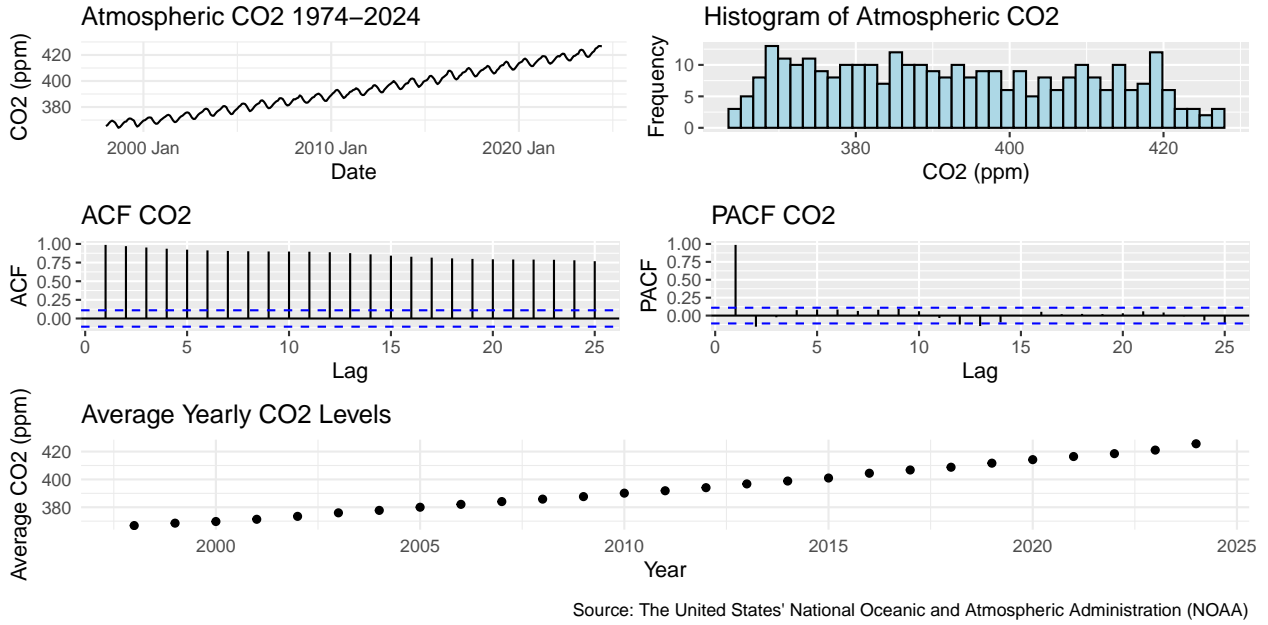 Atmospheric CO2 1974−2024
CO2 (ppm)
420
400
380
2000 Jan 2010 Jan 2020 Jan
Date
Histogram of Atmospheric CO2
Frequency
10
5
0
380 400 420
CO2 (ppm)
ACF CO2
ACF
1.00
0.75
0.50
0.25
0.00
0 5 10 15 20 25
Lag
PACF CO2
PACF
1.00
0.75
0.50
0.25
0.00
0 5 10 15 20 25
Lag
Average Yearly CO2 Levels
Average CO2 (ppm)
420
400
380
2000 2005 2010 2015 2020 2025
Year
Source: The United States' National Oceanic and Atmospheric Administration (NOAA)